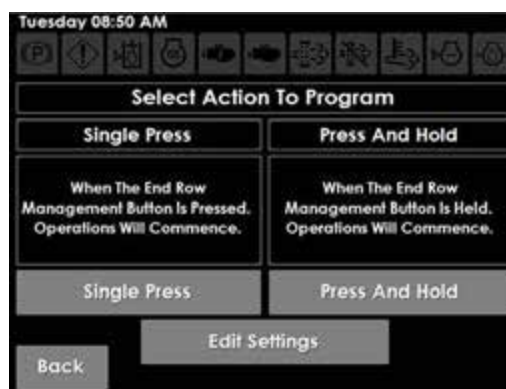 Tuesday 08:50 AM
Select Action To Program
Single Press
Press And Hold
When The End Row
Management Button Is Pressed.
Operations Will Commence.
When The End Row
Management Button Is Held.
Operations Will Commence.
Single Press
Press And Hold
Edit Settings
Back